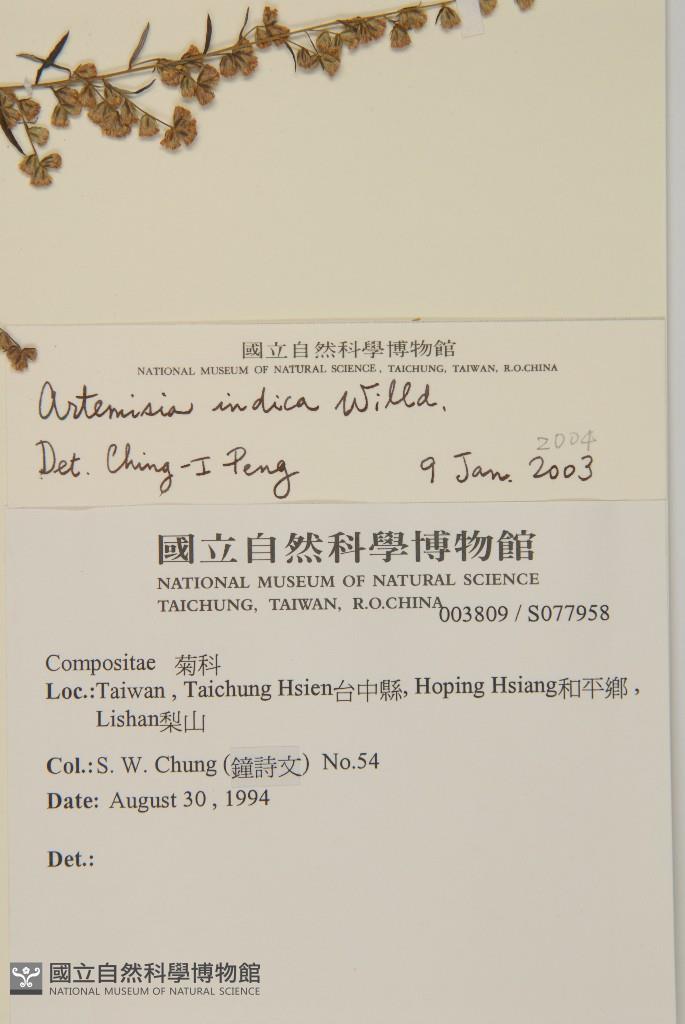 國立自然科學博物館
NATIONAL MUSEUM OF NATURAL SCIENCE, TAICHUNG, TAIWAN, R.O.CHINA
Artemisia indica Willd.
2004
Det. Ching-I Peng 9 Jan. 2003
國立自然科學博物館
NATIONAL MUSEUM OF NATURAL SCIENCE
TAICHUNG, TAIWAN, R.O.CHINA
003809 / S077958
Compositae 菊科
Loc.:Taiwan , Taichung Hsien台中縣, Hoping Hsiang和平鄉 ,
Lishan梨山
Col.:S. W. Chung (鐘詩文) No.54
Date: August 30 , 1994
Det.:
國立自然科學博物館
NATIONAL MUSEUM OF NATURAL SCIENCE